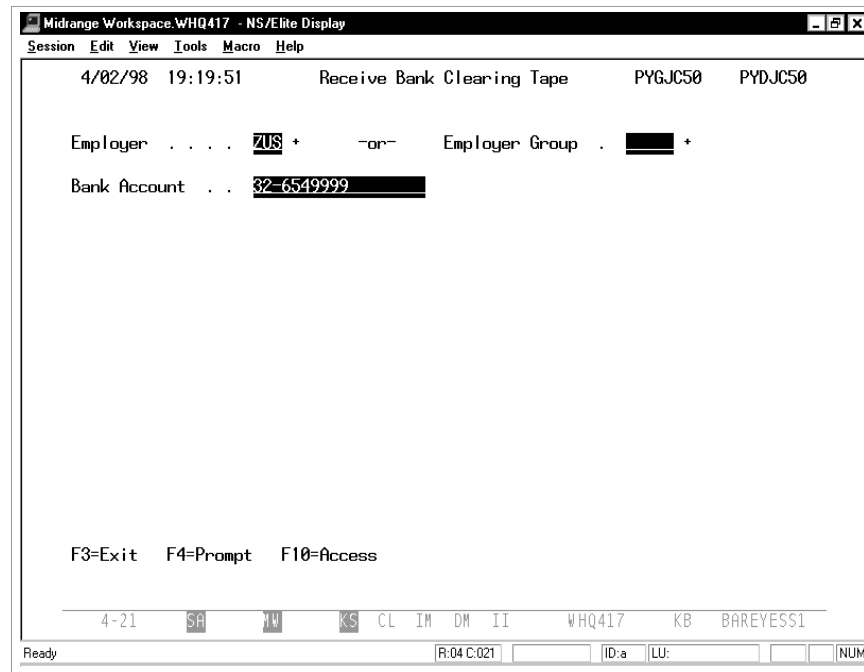 Midrange Workspace.WHQ417 - NS/Elite Display
Session Edit View Tools Macro Help
4/02/98 19:19:51 Receive Bank Clearing Tape PYGJC50 PYDJC50
Employer . . . . ZUS + -or- Employer Group . +
Bank Account . . 32-6549999
F3=Exit F4=Prompt F10=Access
4-21 SA MW KS CL IM DM II WHQ417 KB BAREYESS1
Ready R:04 C:021 ID:a LU: NUM